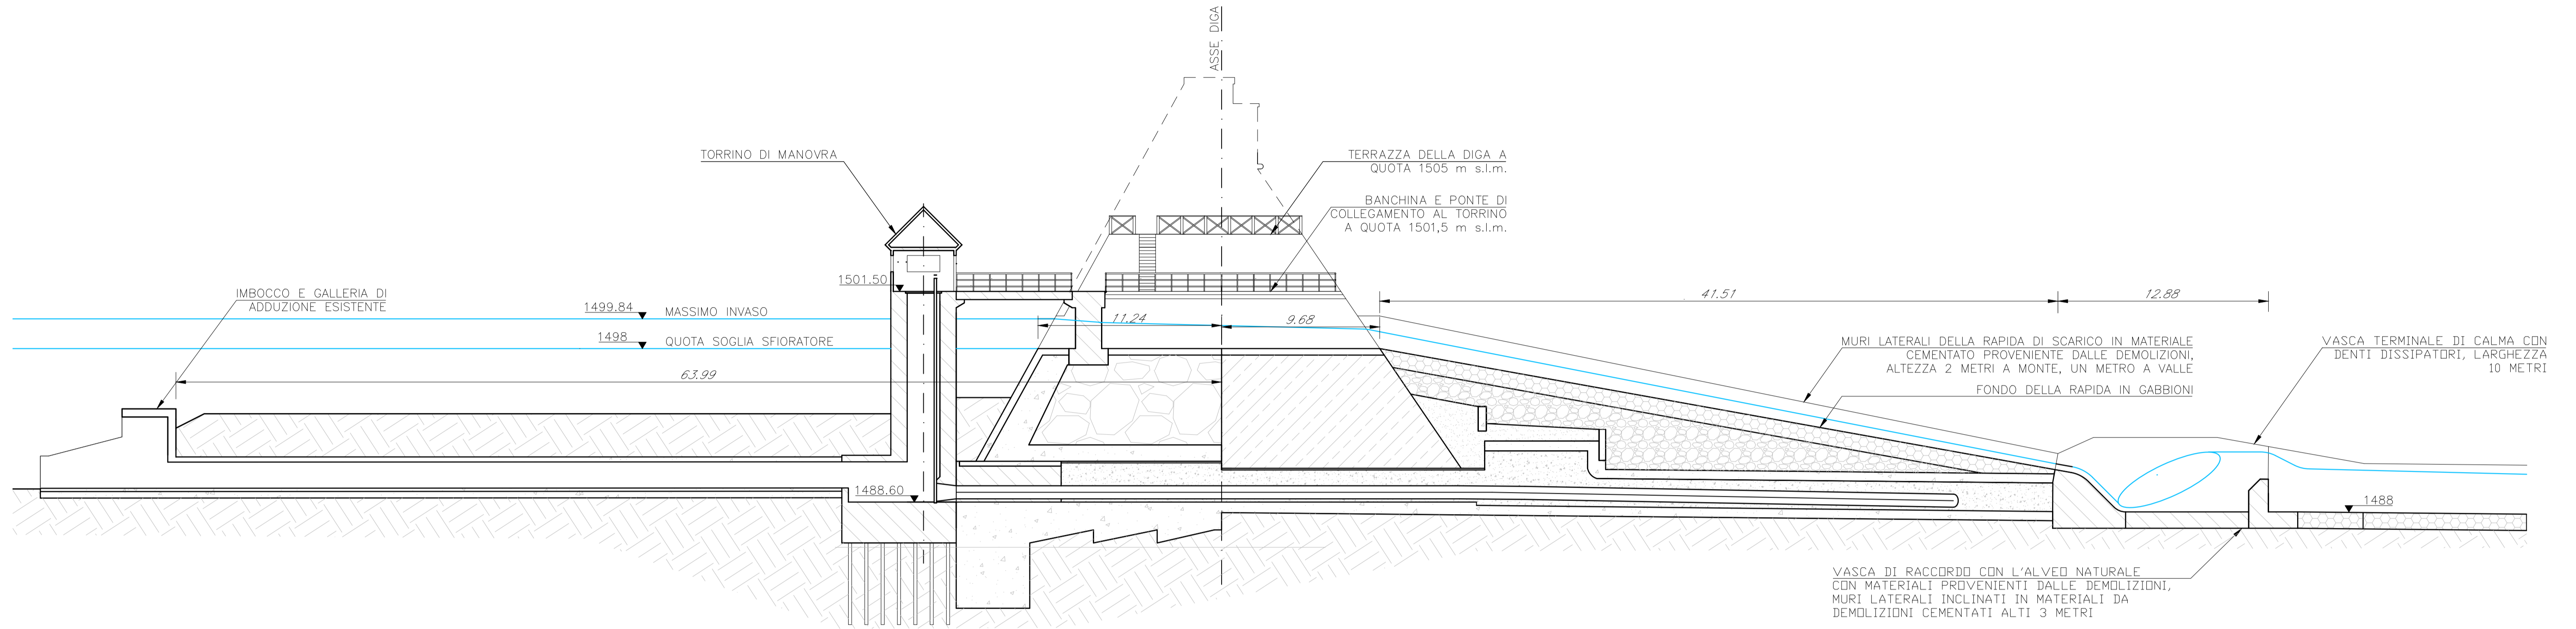 ASSE DIGA
TORRINO DI MANOVRA
TERRAZZA DELLA DIGA A
QUOTA 1505 m s.l.m.
BANCHINA E PONTE DI
COLLEGAMENTO AL TORRINO
A QUOTA 1501,5 m s.l.m.
1501.50
IMBOCCO E GALLERIA DI
ADDUZIONE ESISTENTE
1499.84 MASSIMO INVASO
1498 QUOTA SOGLIA SFIORATORE
63.99
11.24
9.68
41.51
12.88
MURI LATERALI DELLA RAPIDA DI SCARICO IN MATERIALE
CEMENTATO PROVENIENTE DALLE DEMOLIZIONI,
ALTEZZA 2 METRI A MONTE, UN METRO A VALLE
FONDO DELLA RAPIDA IN GABBIONI
VASCA TERMINALE DI CALMA CON
DENTI DISSIPATORI, LARGHEZZA
10 METRI
1488.60
1488
VASCA DI RACCORDO CON L'ALVEO NATURALE
CON MATERIALI PROVENIENTI DALLE DEMOLIZIONI,
MURI LATERALI INCLINATI IN MATERIALI DA
DEMOLIZIONI CEMENTATI ALTI 3 METRI